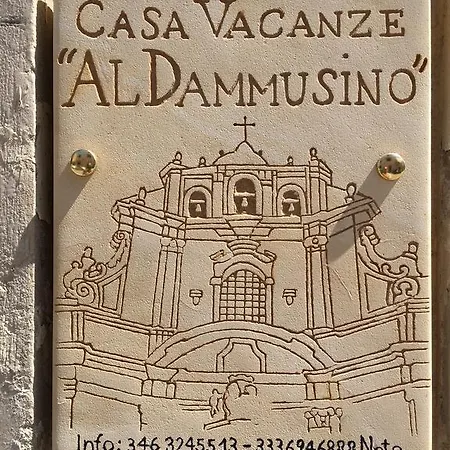 CASA VACANZE
"AL DAMMUSINO"
Info: 346 3245513 - 3336946888 Noto